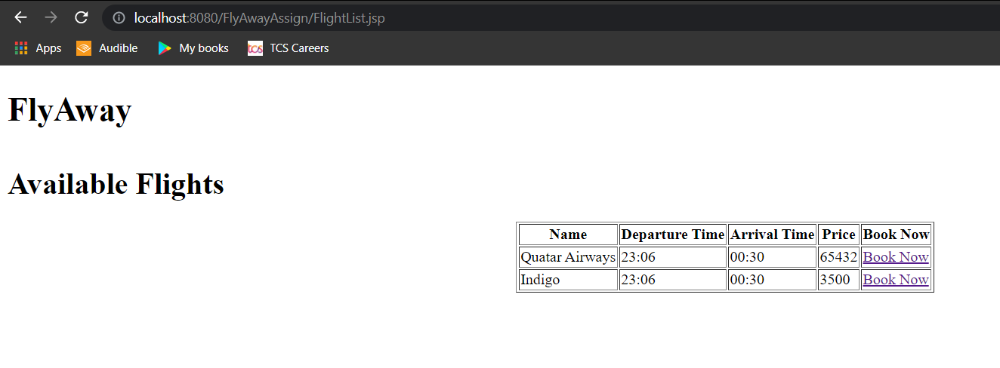 localhost:8080/FlyAwayAssign/FlightList.jsp
Apps Audible My books tcs TCS Careers
FlyAway
Available Flights
Name Departure Time Arrival Time Price Book Now
Quatar Airways 23:06 00:30 65432 Book Now
Indigo 23:06 00:30 3500 Book Now